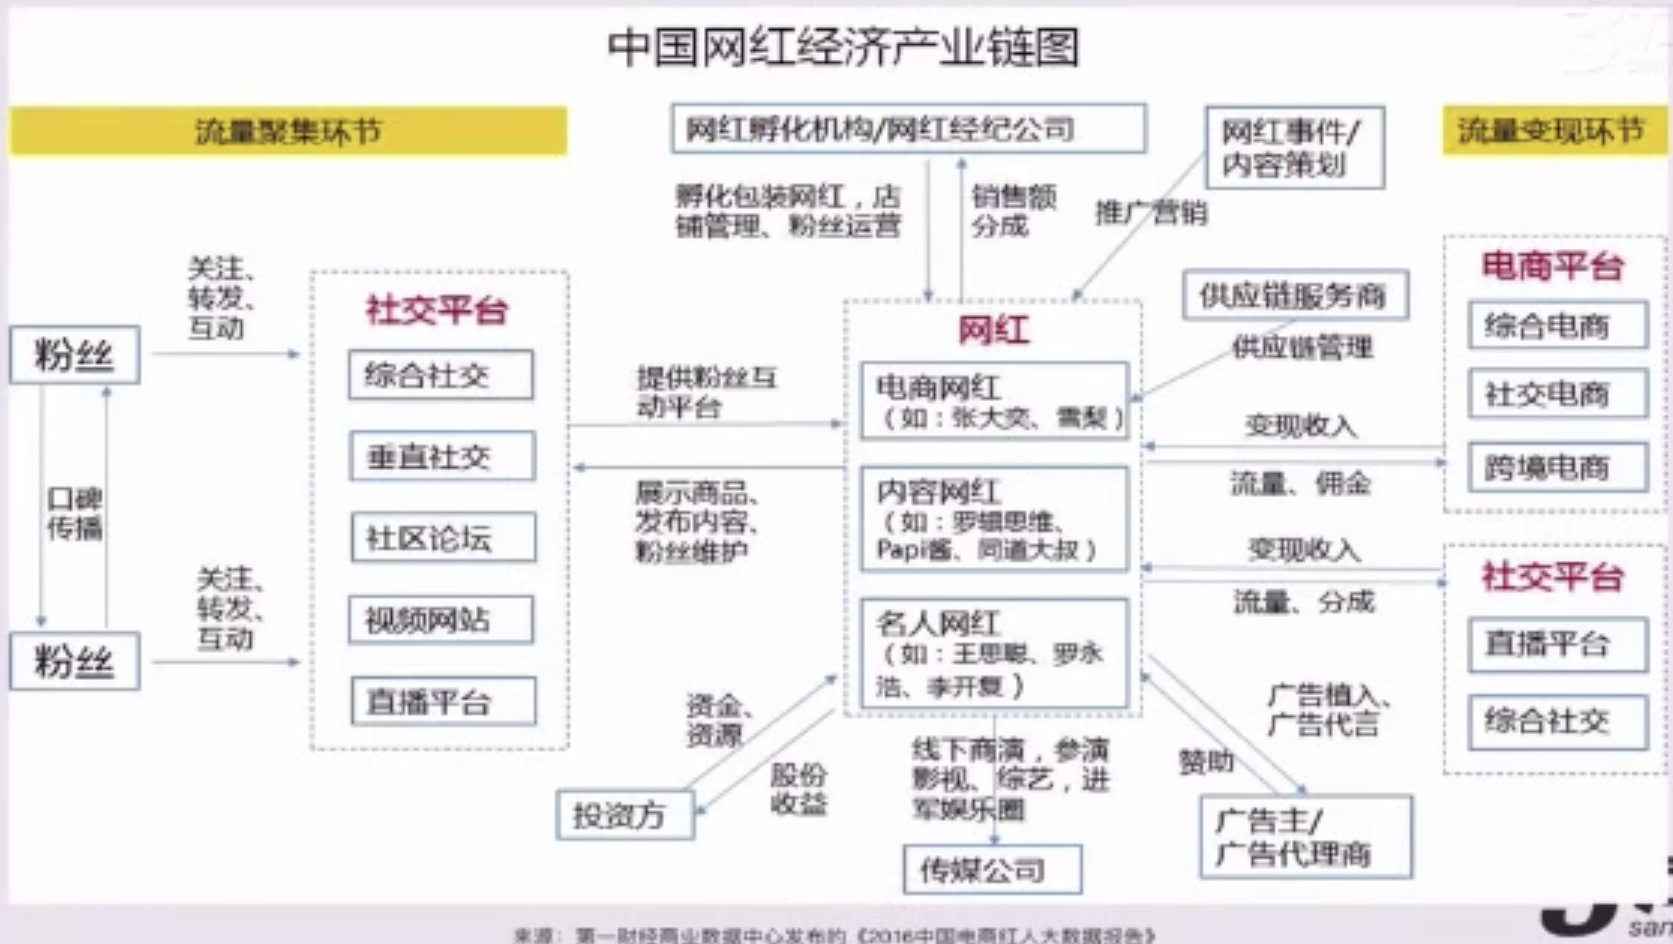 中国网红经济产业链图
流量聚集环节
网红孵化机构/网红经纪公司
网红事件/
内容策划
流量变现环节
孵化包装网红，店
铺管理、粉丝运营
销售额
分成
推广营销
关注、
转发、
互动
粉丝
口碑
传播
关注、
转发、
互动
粉丝
社交平台
综合社交
垂直社交
社区论坛
视频网站
直播平台
提供粉丝互
动平台
展示商品、
发布内容、
粉丝维护
网红
电商网红
（如：张大奕、雪梨）
内容网红
（如：罗辑思维、
Papi酱、同道大叔）
名人网红
（如：王思聪、罗永
浩、李开复）
供应链服务商
供应链管理
变现收入
流量、佣金
变现收入
流量、分成
电商平台
综合电商
社交电商
跨境电商
社交平台
直播平台
综合社交
资金、
资源
股份
收益
投资方
线下商演，参演
影视、综艺，进
军娱乐圈
传媒公司
赞助
广告植入、
广告代言
广告主/
广告代理商
来源：第一财经商业数据中心发布的《2016中国电商红人大数据报告》